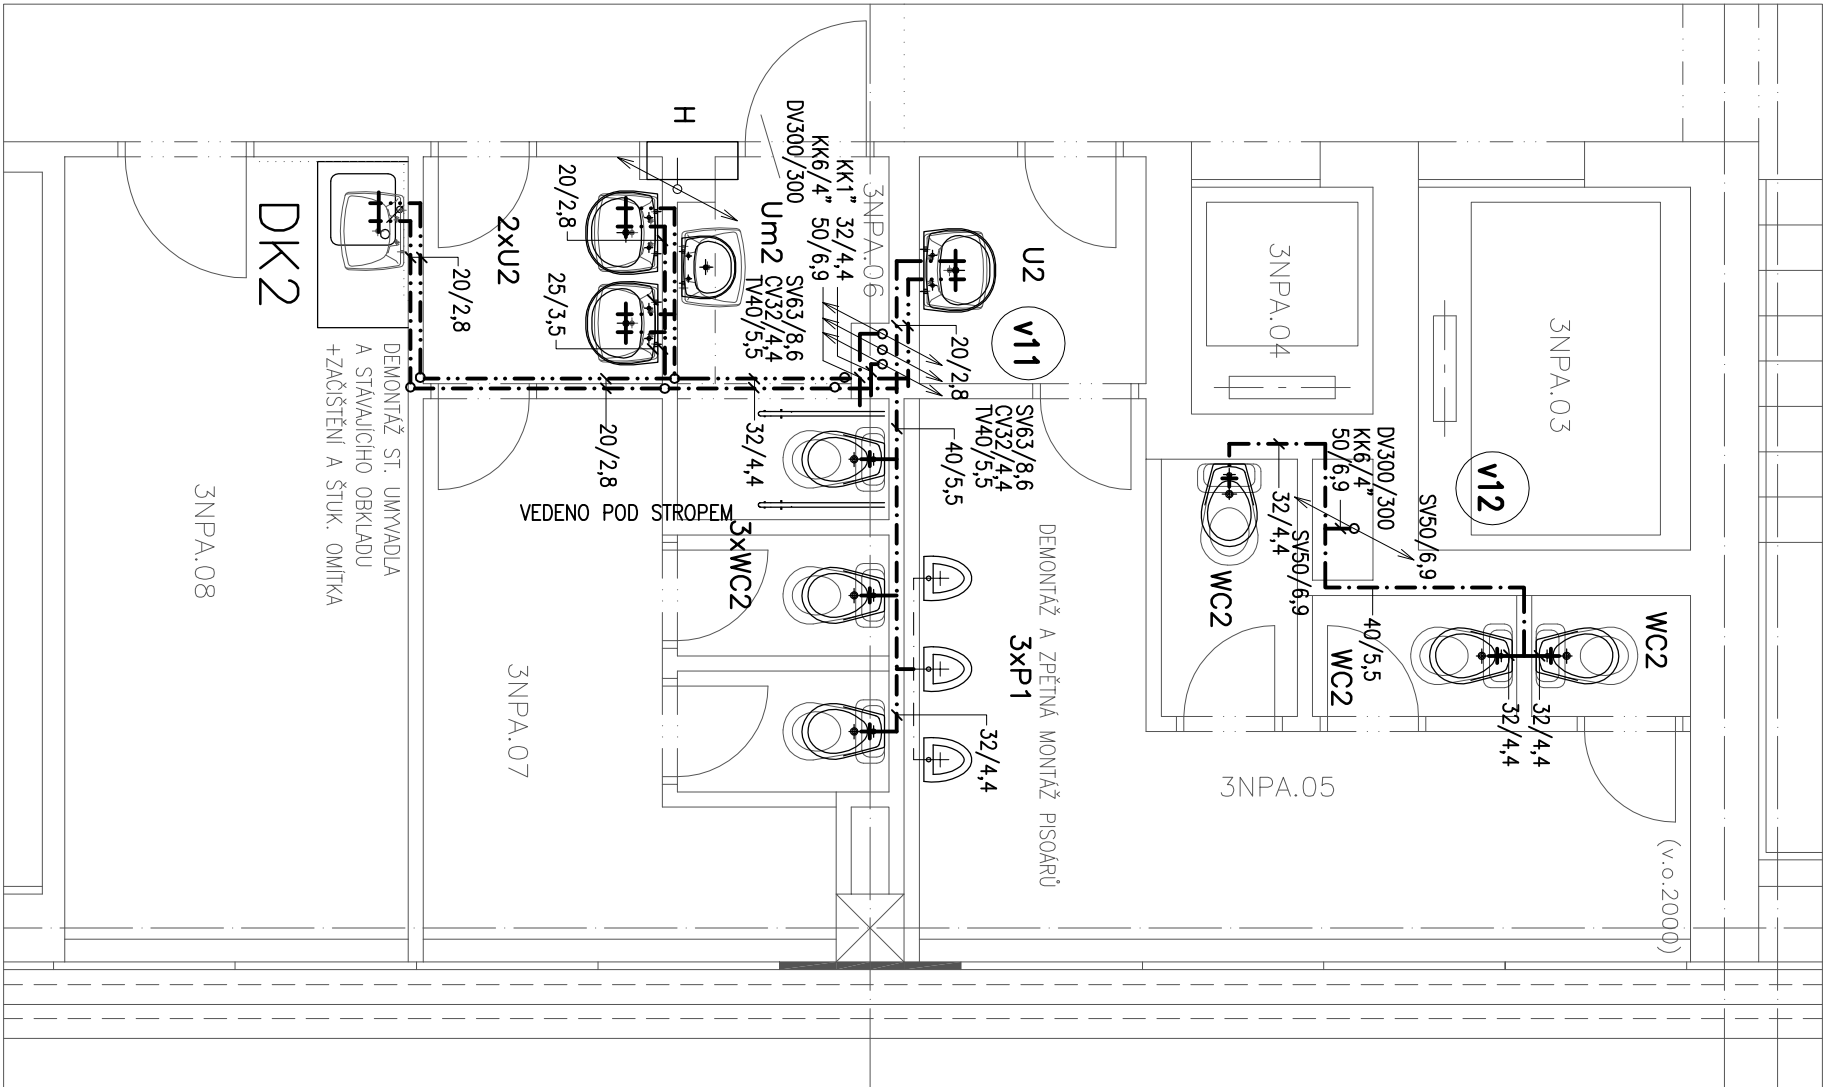 H
DV300/300
KK6/4" 50/6,9
KK1" 32/4,4
3NPA.06
Um2
SV63/8,6
CV32/4,4
TV40/5,5
20/2,8
2xU2
25/3,5
DK2
20/2,8
DEMONTÁŽ ST. UMYVADLA
A STÁVAJÍCÍHO OBKLADU
+ZAČIŠTĚNÍ A ŠTUK. OMÍTKA
3NPA.08
20/2,8
32/4,4
VEDENO POD STROPEM
3xWC2
3NPA.07
U2
v11
20/2,8
SV63/8,6
CV32/4,4
TV40/5,5
40/5,5
DEMONTÁŽ A ZPĚTNÁ MONTÁŽ PISOÁRŮ
3xP1
32/4,4
3NPA.04
3NPA.03
v12
DV300/300
KK6/4"
50/6,9
SV50/6,9
32/4,4
SV50/6,9
WC2
40/5,5
WC2
WC2
32/4,4
32/4,4
3NPA.05
(v.o.2000)